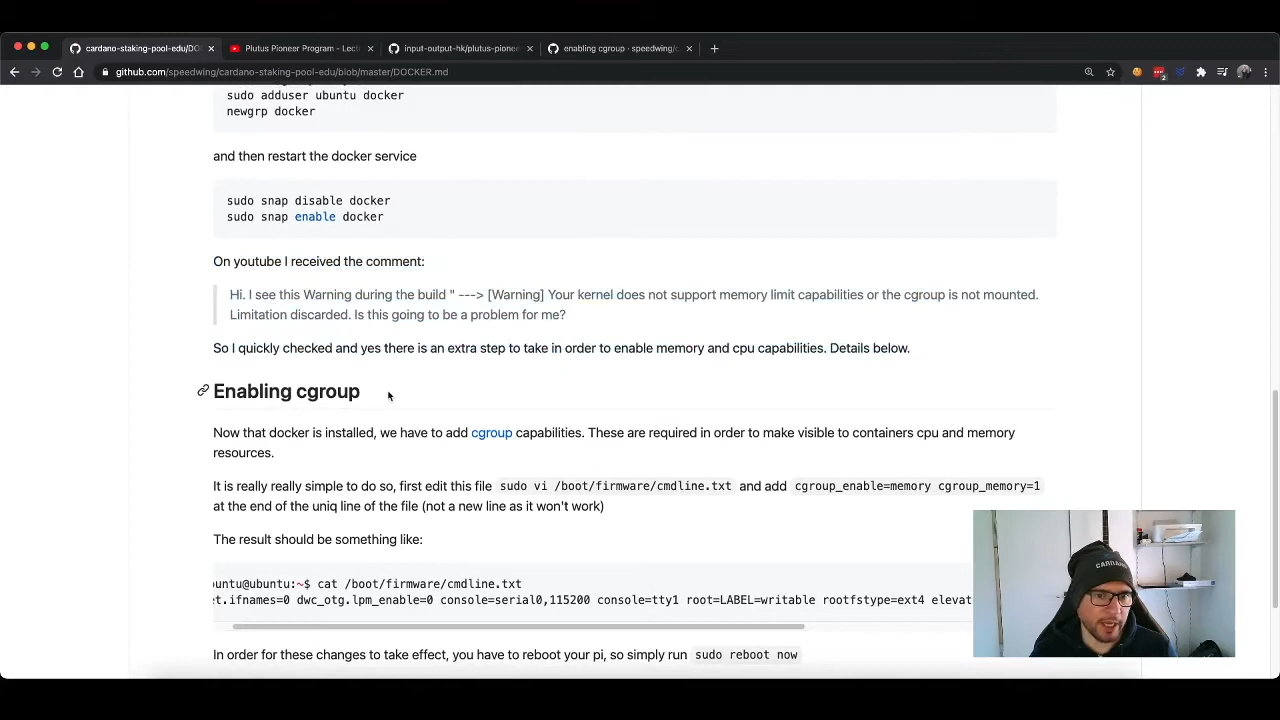 cardano-staking-pool-edu/DO
Plutus Pioneer Program - Lect
input-output-hk/plutus-pionee
enabling cgroup · speedwing/c
github.com/speedwing/cardano-staking-pool-edu/blob/master/DOCKER.md
sudo adduser ubuntu docker
newgrp docker
and then restart the docker service
sudo snap disable docker
sudo snap enable docker
On youtube I received the comment:
Hi. I see this Warning during the build " ---> [Warning] Your kernel does not support memory limit capabilities or the cgroup is not mounted.
Limitation discarded. Is this going to be a problem for me?
So I quickly checked and yes there is an extra step to take in order to enable memory and cpu capabilities. Details below.
Enabling cgroup
Now that docker is installed, we have to add cgroup capabilities. These are required in order to make visible to containers cpu and memory
resources.
It is really really simple to do so, first edit this file sudo vi /boot/firmware/cmdline.txt and add cgroup_enable=memory cgroup_memory=1
at the end of the uniq line of the file (not a new line as it won't work)
The result should be something like:
ubuntu@ubuntu:~$ cat /boot/firmware/cmdline.txt
et.ifnames=0 dwc_otg.lpm_enable=0 console=serial0,115200 console=tty1 root=LABEL=writable rootfstype=ext4 elevat
In order for these changes to take effect, you have to reboot your pi, so simply run sudo reboot now
CARDANO